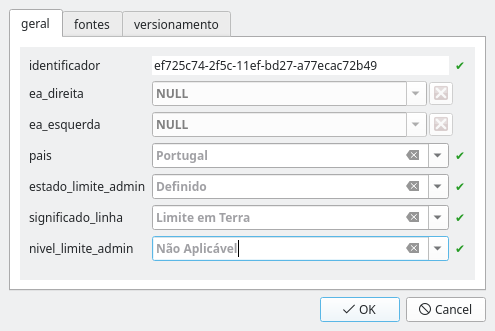 geral fontes versionamento
identificador ef725c74-2f5c-11ef-bd27-a77ecac72b49
ea_direita NULL
ea_esquerda NULL
pais Portugal
estado_limite_admin Definido
significado_linha Limite em Terra
nivel_limite_admin Não Aplicável
OK Cancel